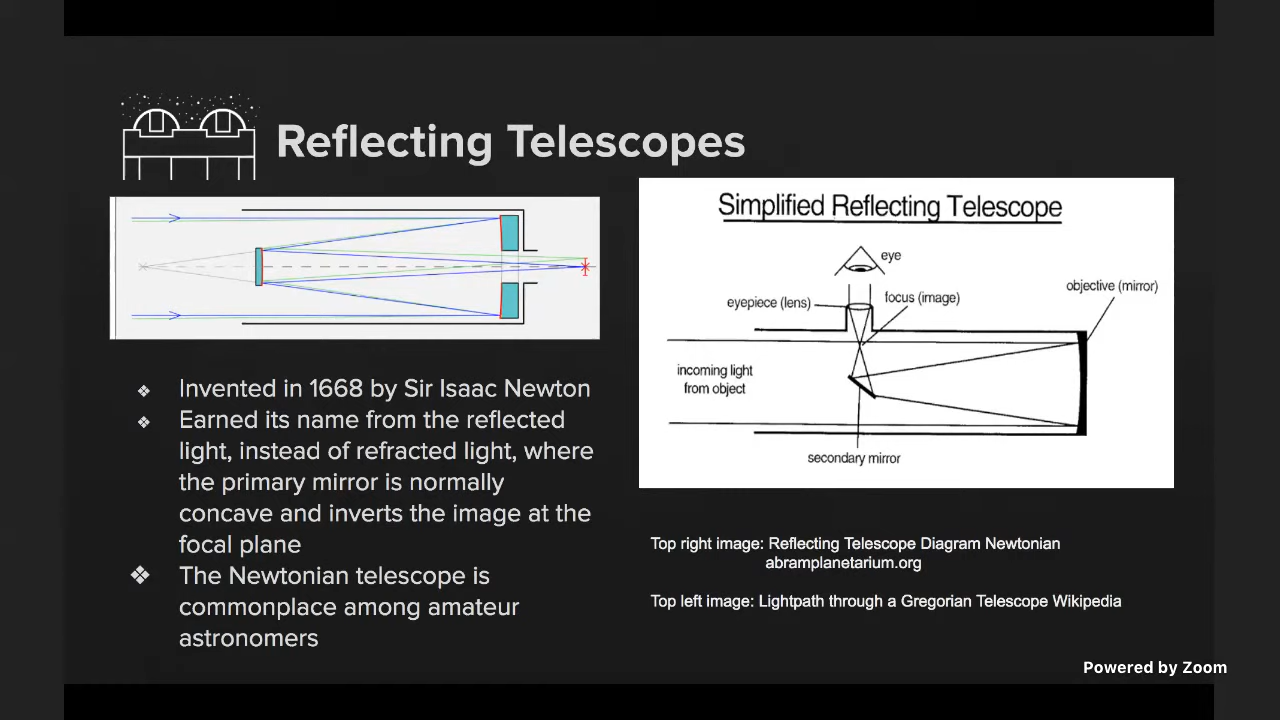 Reflecting Telescopes
Simplified Reflecting Telescope
eye
eyepiece (lens)
focus (image)
objective (mirror)
incoming light
from object
secondary mirror
❖ Invented in 1668 by Sir Isaac Newton
❖ Earned its name from the reflected
light, instead of refracted light, where
the primary mirror is normally
concave and inverts the image at the
focal plane
❖ The Newtonian telescope is
commonplace among amateur
astronomers
Top right image: Reflecting Telescope Diagram Newtonian
abramplanetarium.org
Top left image: Lightpath through a Gregorian Telescope Wikipedia
Powered by Zoom